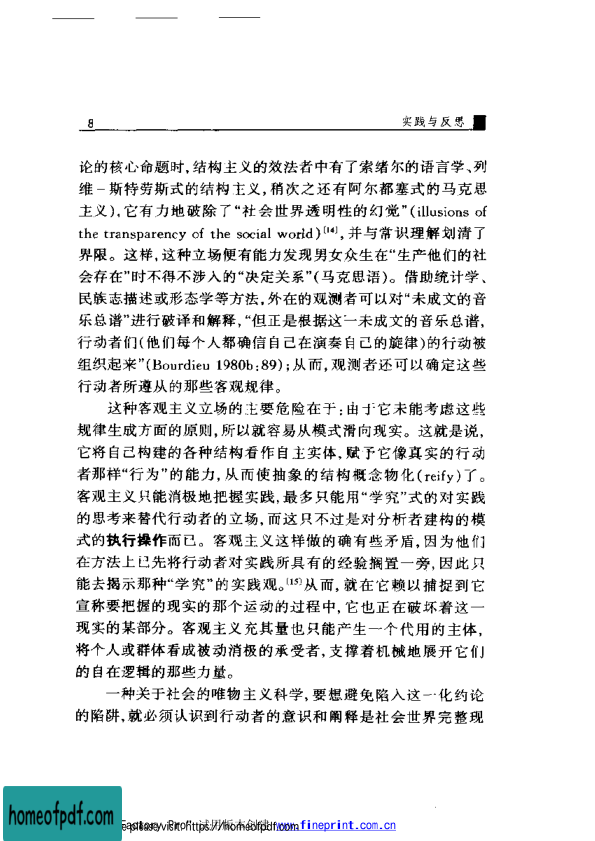 8 实践与反思
论的核心命题时,结构主义的效法者中有了索绪尔的语言学、列
维-斯特劳斯式的结构主义,稍次之还有阿尔都塞式的马克思
主义),它有力地破除了“社会世界透明性的幻觉”(illusions of
the transparency of the social world)[14],并与常识理解划清了
界限。这样,这种立场便有能力发现男女众生在“生产他们的社
会存在”时不得不涉入的“决定关系”(马克思语)。借助统计学、
民族志描述或形态学等方法,外在的观测者可以对“未成文的音
乐总谱”进行破译和解释,“但正是根据这一未成文的音乐总谱,
行动者们(他们每个人都确信自己在演奏自己的旋律)的行动被
组织起来”(Bourdieu 1980b:89);从而,观测者还可以确定这些
行动者所遵从的那些客观规律。
这种客观主义立场的主要危险在于:由于它未能考虑这些
规律生成方面的原则,所以就容易从模式滑向现实。这就是说,
它将自己构建的各种结构看作自主实体,赋予它像真实的行动
者那样“行为”的能力,从而使抽象的结构概念物化(reify)了。
客观主义只能消极地把握实践,最多只能用“学究”式的对实践
的思考来替代行动者的立场,而这只不过是对分析者建构的模
式的执行操作而已。客观主义这样做的确有些矛盾,因为他们
在方法上已先将行动者对实践所具有的经验搁置一旁,因此只
能去揭示那种“学究”的实践观。[15]从而,就在它赖以捕捉到它
宣称要把握的现实的那个运动的过程中,它也正在破坏着这一
现实的某部分。客观主义充其量也只能产生一个代用的主体,
将个人或群体看成被动消极的承受者,支撑着机械地展开它们
的自在逻辑的那些力量。
一种关于社会的唯物主义科学,要想避免陷入这一化约论
的陷阱,就必须认识到行动者的意识和阐释是社会世界完整现
homeofpdf.com
Factory Pro" 试用版本创建 www.fineprint.com.cn
please visit: https://homeofpdf.com